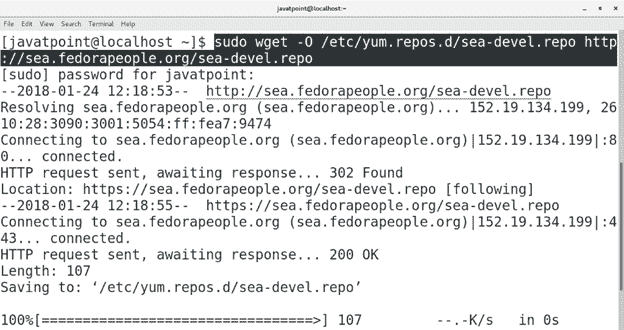 javatpoint@localhost:~
File Edit View Search Terminal Help
[javatpoint@localhost ~]$ sudo wget -O /etc/yum.repos.d/sea-devel.repo http
://sea.fedorapeople.org/sea-devel.repo
[sudo] password for javatpoint:
--2018-01-24 12:18:53--  http://sea.fedorapeople.org/sea-devel.repo
Resolving sea.fedorapeople.org (sea.fedorapeople.org)... 152.19.134.199, 26
10:28:3090:3001:5054:ff:fea7:9474
Connecting to sea.fedorapeople.org (sea.fedorapeople.org)|152.19.134.199|:8
0... connected.
HTTP request sent, awaiting response... 302 Found
Location: https://sea.fedorapeople.org/sea-devel.repo [following]
--2018-01-24 12:18:55--  https://sea.fedorapeople.org/sea-devel.repo
Connecting to sea.fedorapeople.org (sea.fedorapeople.org)|152.19.134.199|:4
43... connected.
HTTP request sent, awaiting response... 200 OK
Length: 107
Saving to: ‘/etc/yum.repos.d/sea-devel.repo’
100%[=================================>] 107         --.-K/s   in 0s